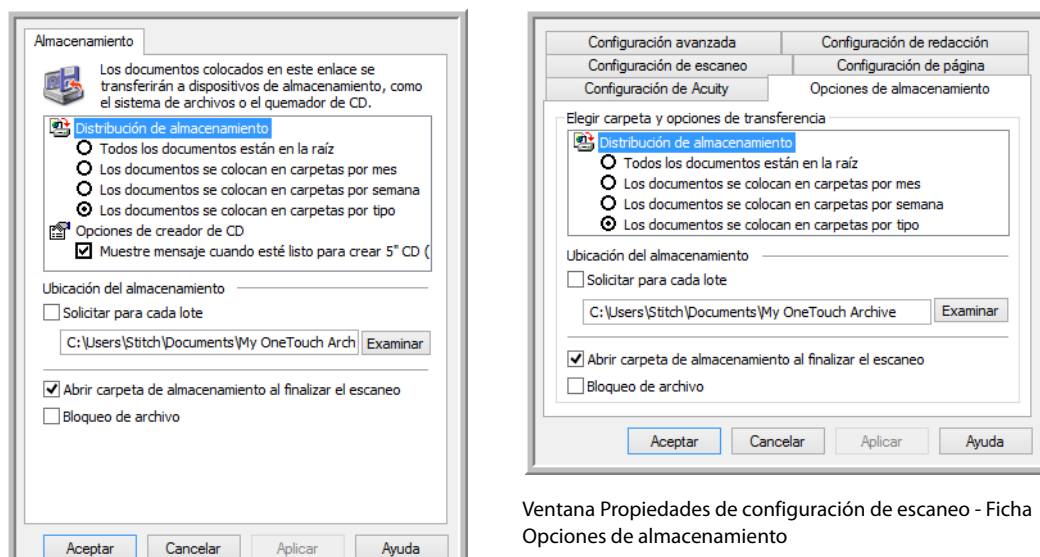 Almacenamiento
Los documentos colocados en este enlace se
transferirán a dispositivos de almacenamiento, como
el sistema de archivos o el quemador de CD.
Distribución de almacenamiento
Todos los documentos están en la raíz
Los documentos se colocan en carpetas por mes
Los documentos se colocan en carpetas por semana
Los documentos se colocan en carpetas por tipo
Opciones de creador de CD
Muestre mensaje cuando esté listo para crear 5" CD (
Ubicación del almacenamiento
Solicitar para cada lote
C:\Users\Stitch\Documents\My OneTouch Arch Examinar
Abrir carpeta de almacenamiento al finalizar el escaneo
Bloqueo de archivo
Aceptar Cancelar Aplicar Ayuda
Configuración avanzada Configuración de redacción
Configuración de escaneo Configuración de página
Configuración de Acuity Opciones de almacenamiento
Elegir carpeta y opciones de transferencia
Distribución de almacenamiento
Todos los documentos están en la raíz
Los documentos se colocan en carpetas por mes
Los documentos se colocan en carpetas por semana
Los documentos se colocan en carpetas por tipo
Ubicación del almacenamiento
Solicitar para cada lote
C:\Users\Stitch\Documents\My OneTouch Archive Examinar
Abrir carpeta de almacenamiento al finalizar el escaneo
Bloqueo de archivo
Aceptar Cancelar Aplicar Ayuda
Ventana Propiedades de configuración de escaneo - Ficha
Opciones de almacenamiento